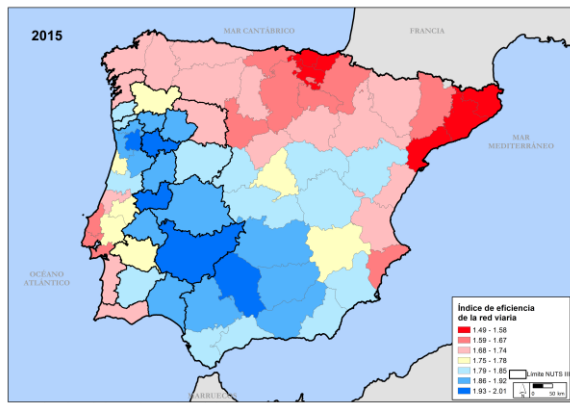 2015
MAR CANTÁBRICO
FRANCIA
MAR
MEDITERRÁNEO
OCÉANO
ATLÁNTICO
MARRUECOS
Índice de eficiencia
de la red viaria
1.49 - 1.58
1.59 - 1.67
1.68 - 1.74
1.75 - 1.78
1.79 - 1.85
1.86 - 1.92
1.93 - 2.01
Límite NUTS III
0 50 km